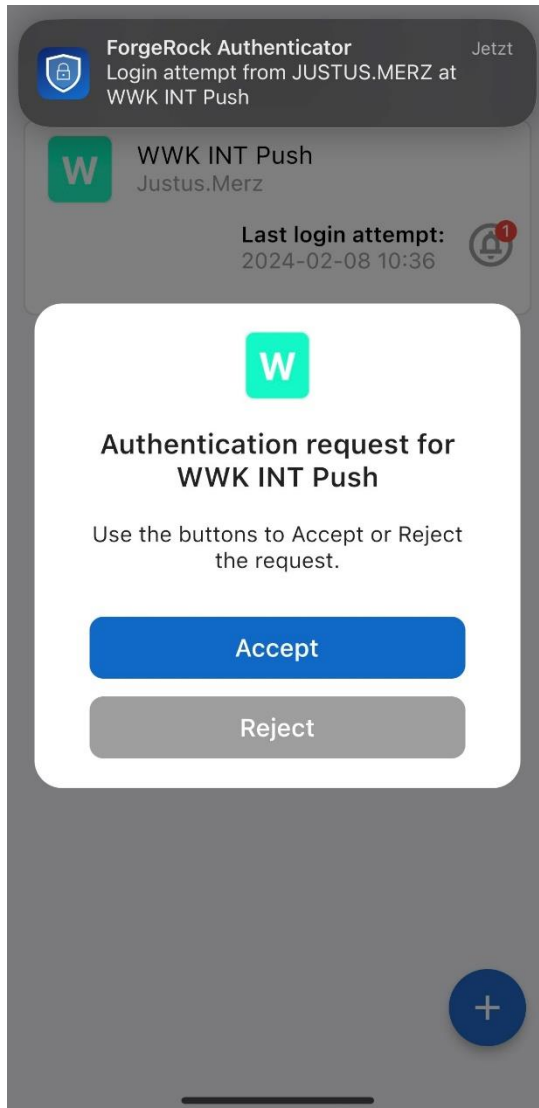 ForgeRock Authenticator
Jetzt
Login attempt from JUSTUS.MERZ at
WWK INT Push
W
WWK INT Push
Justus.Merz
Last login attempt:
1
2024-02-08 10:36
W
Authentication request for
WWK INT Push
Use the buttons to Accept or Reject
the request.
Accept
Reject
+